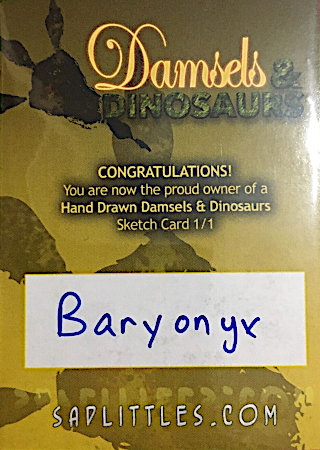 Damsels &
DINOSAURS
CONGRATULATIONS!
You are now the proud owner of a
Hand Drawn Damsels & Dinosaurs
Sketch Card 1/1
Baryonyx
SADLITTLES.COM